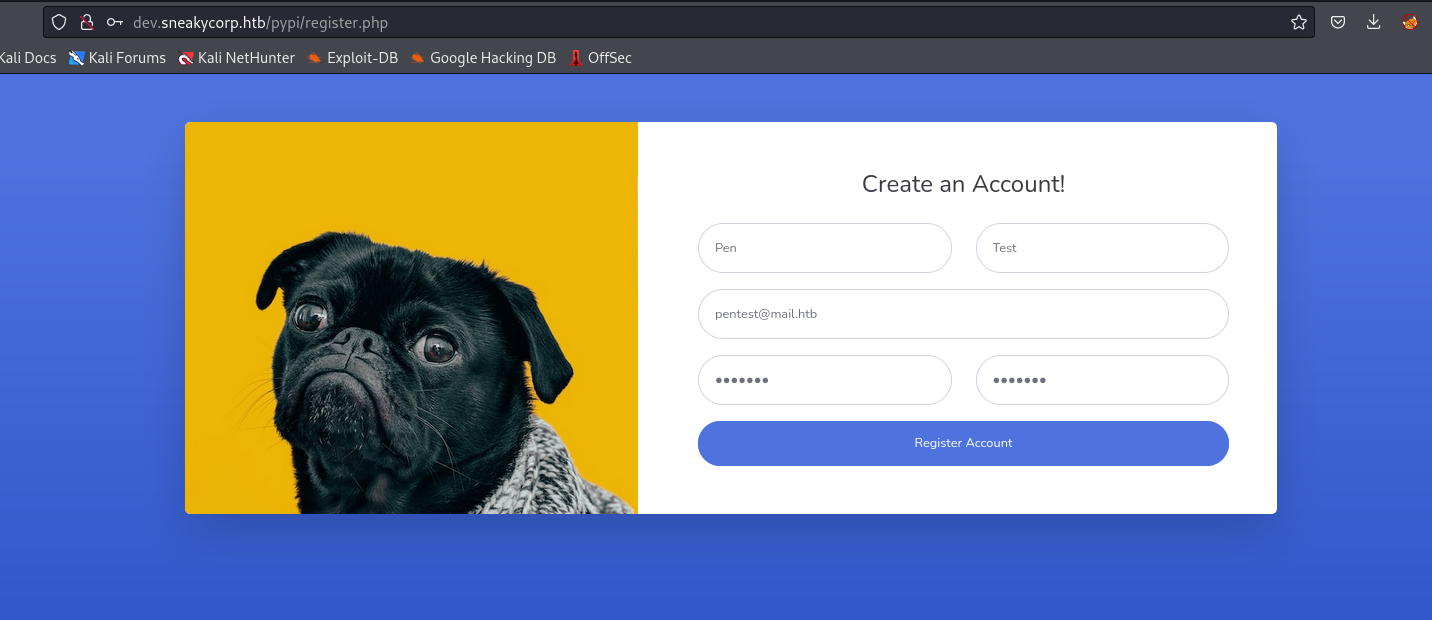 dev.sneakycorp.htb/pypi/register.php
Kali Docs Kali Forums Kali NetHunter Exploit-DB Google Hacking DB OffSec
Create an Account!
Pen Test
pentest@mail.htb
••••••• •••••••
Register Account